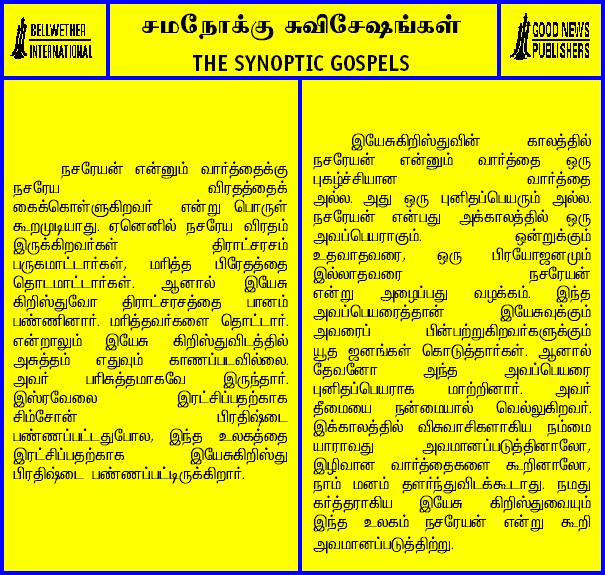 BELLWETHER
INTERNATIONAL
சமநோக்கு சுவிசேஷங்கள்
THE SYNOPTIC GOSPELS
GOOD NEWS
PUBLISHERS
நசரேயன் என்னும் வார்த்தைக்கு
நசரேய விரதத்தைக்
கைக்கொள்ளுகிறவர் என்று பொருள்
கூறமுடியாது. ஏனெனில் நசரேய விரதம்
இருக்கிறவர்கள் திராட்சரசம்
பருகமாட்டார்கள், மரித்த பிரேதத்தை
தொடமாட்டார்கள். ஆனால் இயேசு
கிறிஸ்துவோ திராட்சரசத்தை பானம்
பண்ணினார். மரித்தவர்களை தொட்டார்.
என்றாலும் இயேசு கிறிஸ்துவிடத்தில்
அசுத்தம் எதுவும் காணப்படவில்லை.
அவர் பரிசுத்தமாகவே இருந்தார்.
இஸ்ரவேலை இரட்சிப்பதற்காக
சிம்சோன் பிரதிஷ்டை
பண்ணப்பட்டதுபோல, இந்த உலகத்தை
இரட்சிப்பதற்காக இயேசுகிறிஸ்து
பிரதிஷ்டை பண்ணப்பட்டிருக்கிறார்.
இயேசுகிறிஸ்துவின் காலத்தில்
நசரேயன் என்னும் வார்த்தை ஒரு
புகழ்ச்சியான வார்த்தை
அல்ல. அது ஒரு புனிதப்பெயரும் அல்ல.
நசரேயன் என்பது அக்காலத்தில் ஒரு
அவப்பெயராகும். ஒன்றுக்கும்
உதவாதவரை, ஒரு பிரயோஜனமும்
இல்லாதவரை நசரேயன்
என்று அழைப்பது வழக்கம். இந்த
அவப்பெயரைத்தான் இயேசுவுக்கும்
அவரைப் பின்பற்றுகிறவர்களுக்கும்
யூத ஜனங்கள் கொடுத்தார்கள். ஆனால்
தேவனோ அந்த அவப்பெயரை
புனிதப்பெயராக மாற்றினார். அவர்
தீமையை நன்மையால் வெல்லுகிறவர்.
இக்காலத்தில் விசுவாசிகளாகிய நம்மை
யாராவது அவமானப்படுத்தினாலோ,
இழிவான வார்த்தைகளை கூறினாலோ,
நாம் மனம் தளர்ந்துவிடக்கூடாது. நமது
கர்த்தராகிய இயேசு கிறிஸ்துவையும்
இந்த உலகம் நசரேயன் என்று கூறி
அவமானப்படுத்திற்று.